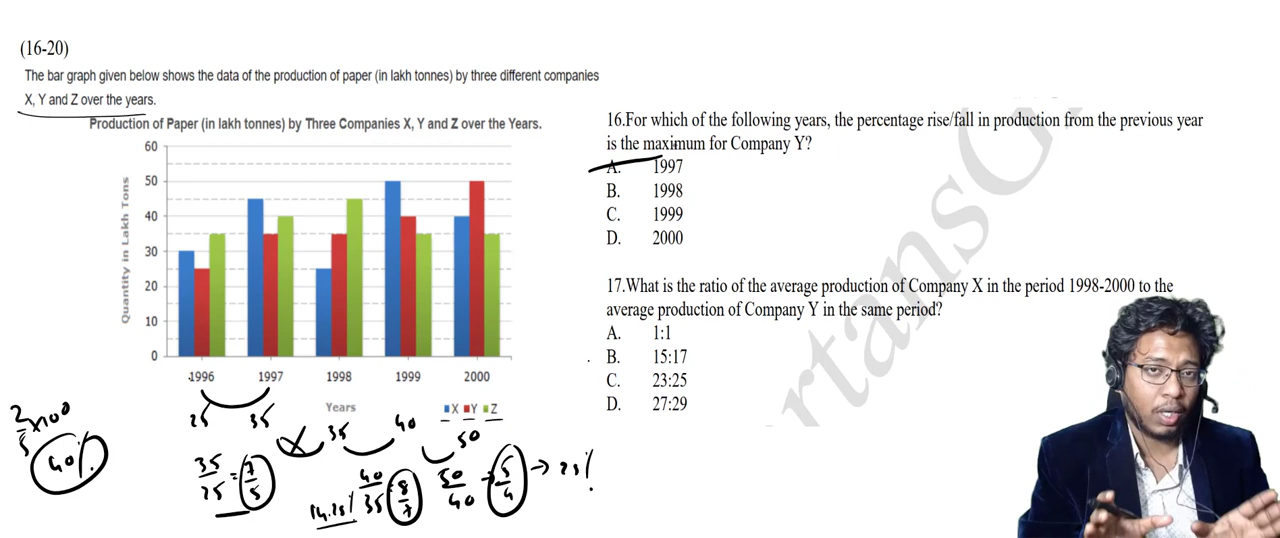 (16-20)
The bar graph given below shows the data of the production of paper (in lakh tonnes) by three different companies
X, Y and Z over the years.
Production of Paper (in lakh tonnes) by Three Companies X, Y and Z over the Years.
Quantity in Lakh Tons
60
50
40
30
20
10
0
1996 1997 1998 1999 2000
Years
X Y Z
16.For which of the following years, the percentage rise/fall in production from the previous year
is the maximum for Company Y?
A. 1997
B. 1998
C. 1999
D. 2000
17.What is the ratio of the average production of Company X in the period 1998-2000 to the
average production of Company Y in the same period?
A. 1:1
B. 15:17
C. 23:25
D. 27:29
25 35 35 40 50
2/5 x100
40%
35/25 = 7/5
40/35 8/7
50/40 5/4 → 25%